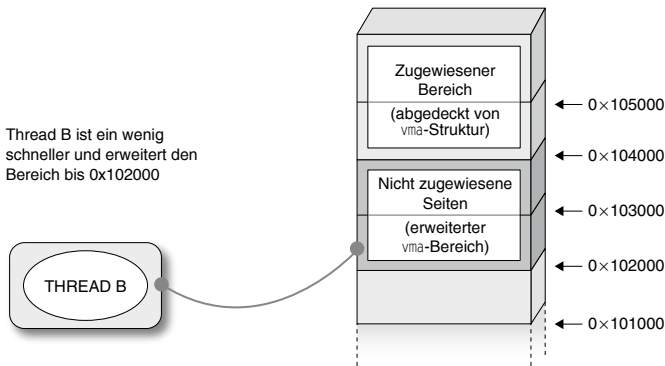 Thread B ist ein wenig
schneller und erweitert den
Bereich bis 0x102000
THREAD B
Zugewiesener
Bereich
(abgedeckt von
vma-Struktur)
Nicht zugewiesene
Seiten
(erweiterter
vma-Bereich)
0×105000
0×104000
0×103000
0×102000
0×101000